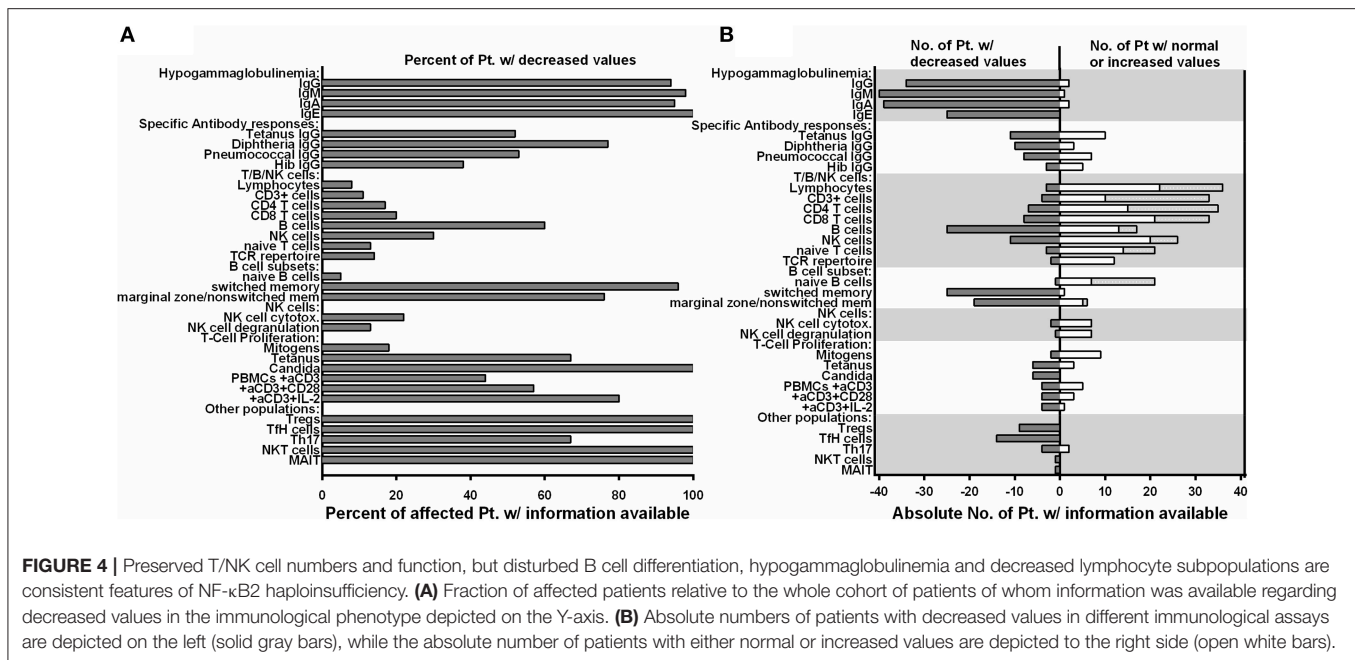 A
Percent of Pt. w/ decreased values
Hypogammaglobulinemia:
IgG
IgM
IgA
IgE
Specific Antibody responses:
Tetanus IgG
Diphtheria IgG
Pneumococcal IgG
Hib IgG
T/B/NK cells:
Lymphocytes
CD3+ cells
CD4 T cells
CD8 T cells
B cells
NK cells
naive T cells
TCR repertoire
B cell subsets:
naive B cells
switched memory
marginal zone/nonswitched mem
NK cells:
NK cell cytotox.
NK cell degranulation
T-Cell Proliferation:
Mitogens
Tetanus
Candida
PBMCs +aCD3
+aCD3+CD28
+aCD3+IL-2
Other populations:
Tregs
TfH cells
Th17
NKT cells
MAIT
0 20 40 60 80 100
Percent of affected Pt. w/ information available
B
No. of Pt. w/ decreased values
No. of Pt w/ normal or increased values
Hypogammaglobulinemia:
IgG
IgM
IgA
IgE
Specific Antibody responses:
Tetanus IgG
Diphtheria IgG
Pneumococcal IgG
Hib IgG
T/B/NK cells:
Lymphocytes
CD3+ cells
CD4 T cells
CD8 T cells
B cells
NK cells
naive T cells
TCR repertoire
B cell subset:
naive B cells
switched memory
marginal zone/nonswitched mem
NK cells:
NK cell cytotox.
NK cell degranulation
T-Cell Proliferation:
Mitogens
Tetanus
Candida
PBMCs +aCD3
+aCD3+CD28
+aCD3+IL-2
Other populations:
Tregs
TfH cells
Th17
NKT cells
MAIT
-40 -30 -20 -10 0 10 20 30 40
Absolute No. of Pt. w/ information available
FIGURE 4 | Preserved T/NK cell numbers and function, but disturbed B cell differentiation, hypogammaglobulinemia and decreased lymphocyte subpopulations are
consistent features of NF-κB2 haploinsufficiency. (A) Fraction of affected patients relative to the whole cohort of patients of whom information was available regarding
decreased values in the immunological phenotype depicted on the Y-axis. (B) Absolute numbers of patients with decreased values in different immunological assays
are depicted on the left (solid gray bars), while the absolute number of patients with either normal or increased values are depicted to the right side (open white bars).